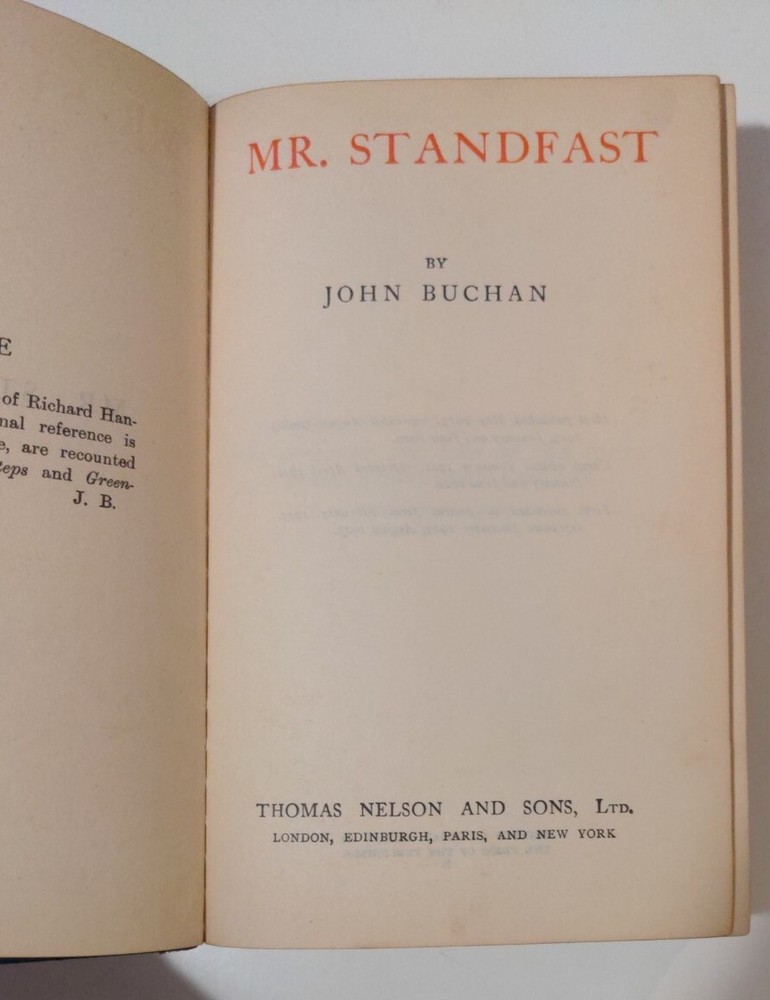 E
of Richard Han-
nal reference is
e, are recounted
teps and Green-
J. B.
MR. STANDFAST
BY
JOHN BUCHAN
THOMAS NELSON AND SONS, LTD.
LONDON, EDINBURGH, PARIS, AND NEW YORK